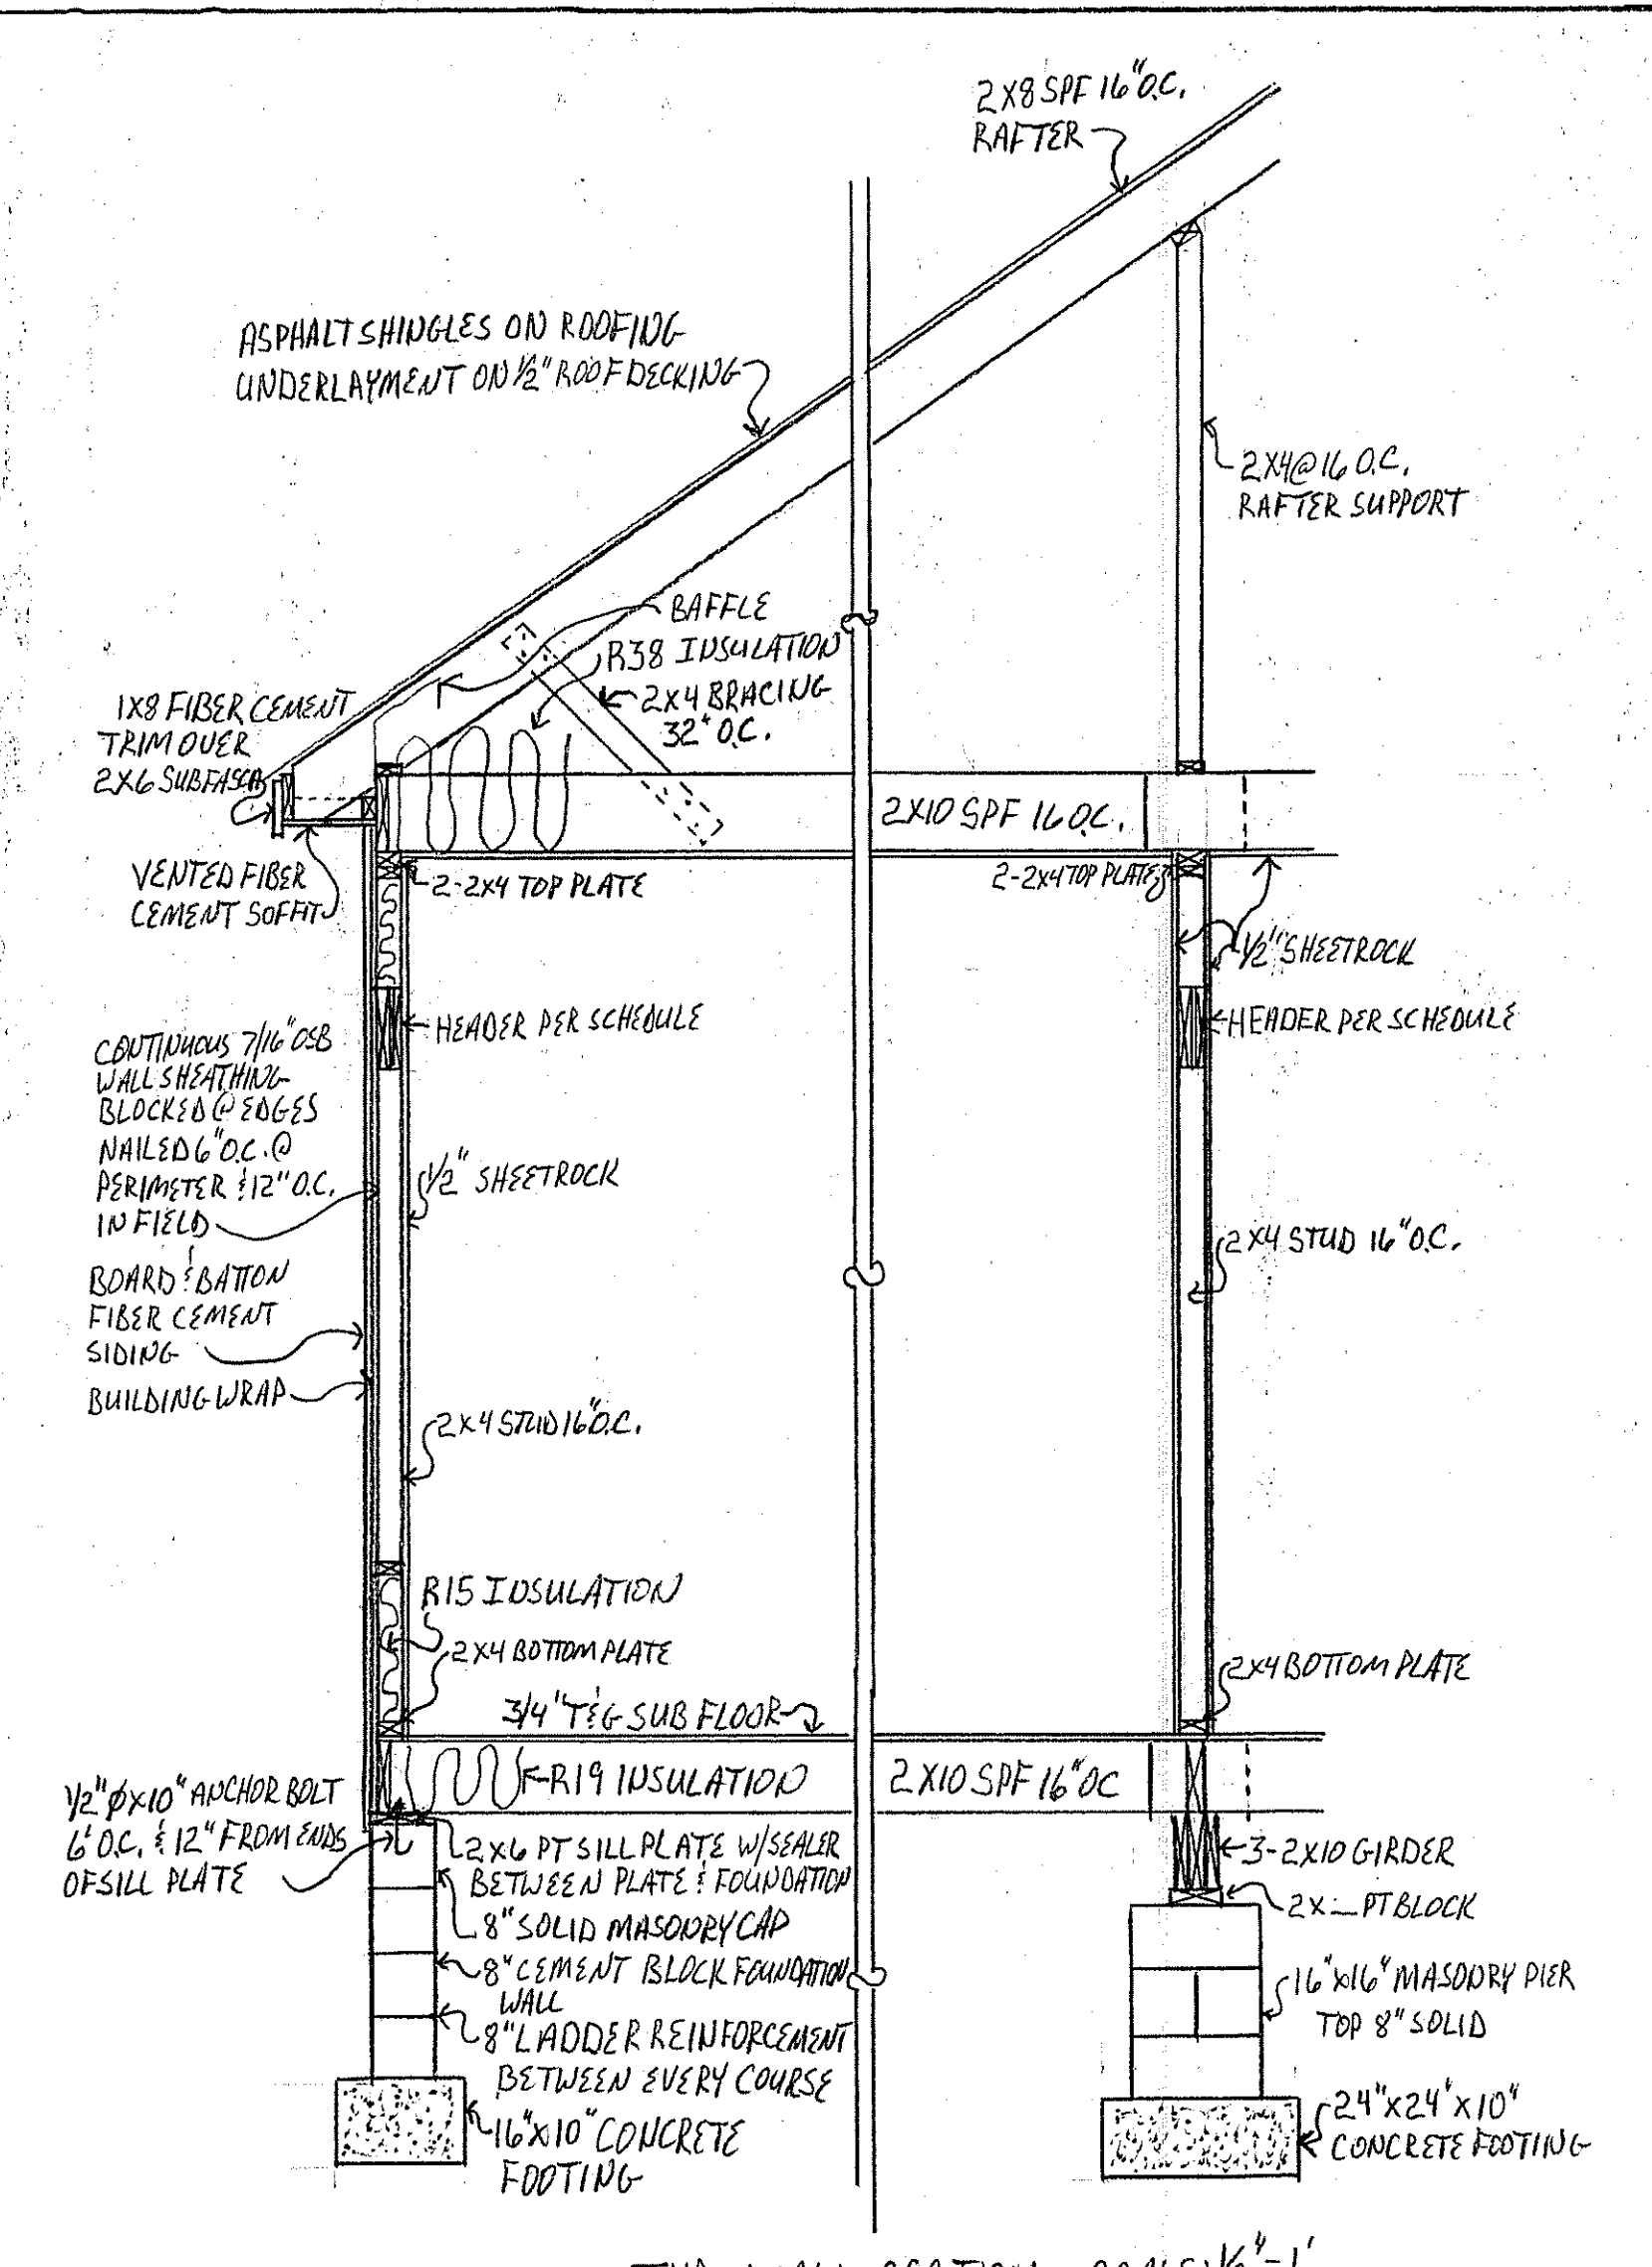 2X8 SPF 16" O.C.
RAFTER
ASPHALT SHINGLES ON ROOFING
UNDERLAYMENT ON 1/2" ROOF DECKING
2X4@16 O.C.
RAFTER SUPPORT
BAFFLE
R38 INSULATION
2X4 BRACING
32" O.C.
1X8 FIBER CEMENT
TRIM OVER
2X6 SUBFASCIA
2X10 SPF 16 O.C.
VENTED FIBER
CEMENT SOFFIT
2-2X4 TOP PLATE
2-2X4 TOP PLATE
1/2" SHEETROCK
HEADER PER SCHEDULE
HEADER PER SCHEDULE
CONTINUOUS 7/16" OSB
WALL SHEATHING
BLOCKED @ EDGES
NAILED 6" O.C. @
PERIMETER & 12" O.C.
IN FIELD
1/2" SHEETROCK
2X4 STUD 16" O.C.
BOARD & BATTON
FIBER CEMENT
SIDING
BUILDING WRAP
2X4 STUD 16" O.C.
R15 INSULATION
2X4 BOTTOM PLATE
2X4 BOTTOM PLATE
3/4" T&G SUB FLOOR
R19 INSULATION
2X10 SPF 16" OC
1/2" Ø X 10" ANCHOR BOLT
6' O.C. & 12" FROM ENDS
OF SILL PLATE
2X6 PT SILL PLATE W/SEALER
BETWEEN PLATE & FOUNDATION
8" SOLID MASONRY CAP
8" CEMENT BLOCK FOUNDATION
WALL
8" LADDER REINFORCEMENT
BETWEEN EVERY COURSE
16"X10" CONCRETE
FOOTING
3-2X10 GIRDER
2X_PT BLOCK
16"X16" MASONRY PIER
TOP 8" SOLID
24"X24"X10"
CONCRETE FOOTING